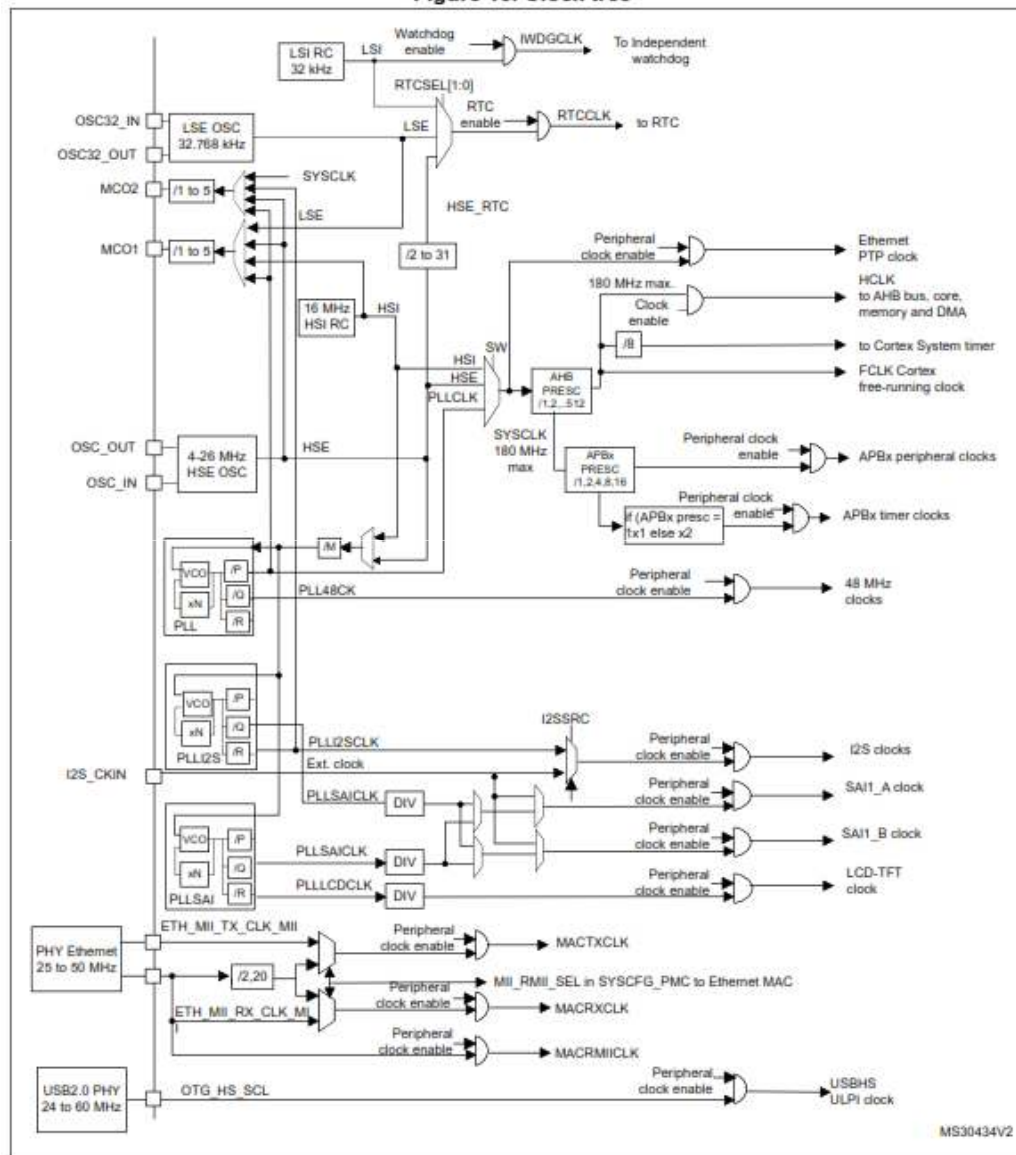 Figure 16. Clock tree
Watchdog
enable
IWDGCLK
To Independent
watchdog
LSI RC
32 kHz
LSI
RTCSEL[1:0]
OSC32_IN
OSC32_OUT
LSE OSC
32.768 kHz
LSE
RTC
enable
RTCCLK
to RTC
MCO2
/1 to 5
SYSCLK
HSE_RTC
LSE
MCO1
/1 to 5
/2 to 31
Peripheral
clock enable
Ethernet
PTP clock
180 MHz max.
Clock
enable
HCLK
to AHB bus, core,
memory and DMA
16 MHz
HSI RC
HSI
/8
to Cortex System timer
SW
HSI
HSE
PLLCLK
AHB
PRESC
/1,2,..512
FCLK Cortex
free-running clock
SYSCLK
180 MHz
max
OSC_OUT
OSC_IN
4-26 MHz
HSE OSC
HSE
APBx
PRESC
/1,2,4,8,16
Peripheral clock
enable
APBx peripheral clocks
if (APBx presc =
1x1 else x2
Peripheral clock
enable
APBx timer clocks
/M
VCO
xN
/P
/Q
/R
PLL
PLL48CK
Peripheral
clock enable
48 MHz
clocks
VCO
xN
/P
/Q
/R
PLLI2S
I2SSRC
PLLI2SCLK
Peripheral
clock enable
I2S clocks
I2S_CKIN
Ext. clock
PLLSAICLK
DIV
Peripheral
clock enable
SAI1_A clock
VCO
xN
/P
/Q
/R
PLLSAI
PLLSAICLK
DIV
Peripheral
clock enable
SAI1_B clock
PLLLCDCLK
DIV
Peripheral
clock enable
LCD-TFT
clock
PHY Ethernet
25 to 50 MHz
ETH_MII_TX_CLK_MII
Peripheral
clock enable
MACTXCLK
/2,20
MII_RMII_SEL in SYSCFG_PMC to Ethernet MAC
ETH_MII_RX_CLK_MI
I
Peripheral
clock enable
MACRXCLK
Peripheral
clock enable
MACRMIICLK
USB2.0 PHY
24 to 60 MHz
OTG_HS_SCL
Peripheral
clock enable
USBHS
ULPI clock
MS30434V2